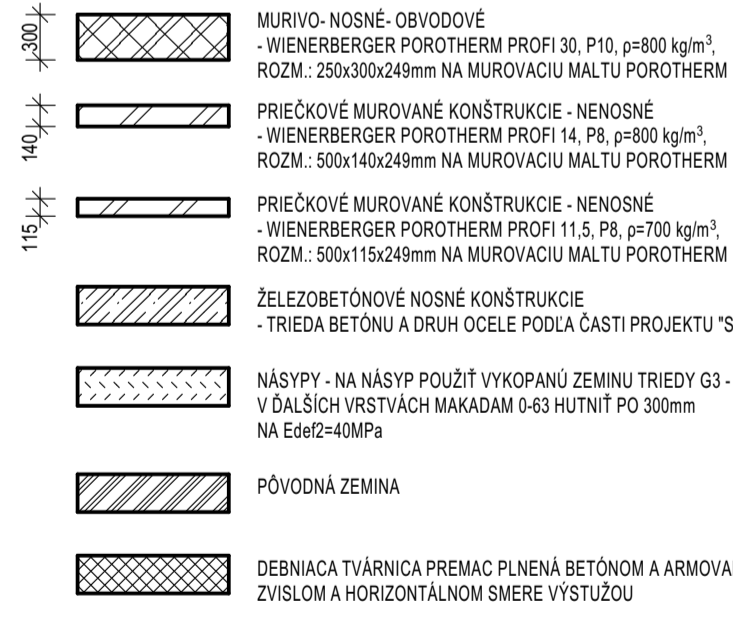 300
MURIVO- NOSNÉ- OBVODOVÉ
- WIENERBERGER POROTHERM PROFI 30, P10, ρ=800 kg/m³,
ROZM.: 250x300x249mm NA MUROVACIU MALTU POROTHERM
140
PRIEČKOVÉ MUROVANÉ KONŠTRUKCIE - NENOSNÉ
- WIENERBERGER POROTHERM PROFI 14, P8, ρ=800 kg/m³,
ROZM.: 500x140x249mm NA MUROVACIU MALTU POROTHERM
115
PRIEČKOVÉ MUROVANÉ KONŠTRUKCIE - NENOSNÉ
- WIENERBERGER POROTHERM PROFI 11,5, P8, ρ=700 kg/m³,
ROZM.: 500x115x249mm NA MUROVACIU MALTU POROTHERM
ŽELEZOBETÓNOVÉ NOSNÉ KONŠTRUKCIE
- TRIEDA BETÓNU A DRUH OCELE PODĽA ČASTI PROJEKTU "S
NÁSYPY - NA NÁSYP POUŽIŤ VYKOPANÚ ZEMINU TRIEDY G3 -
V ĎALŠÍCH VRSTVÁCH MAKADAM 0-63 HUTNIŤ PO 300mm
NA Edef2=40MPa
PÔVODNÁ ZEMINA
DEBNIACA TVÁRNICA PREMAC PLNENÁ BETÓNOM A ARMOVA
ZVISLOM A HORIZONTÁLNOM SMERE VÝSTUŽOU